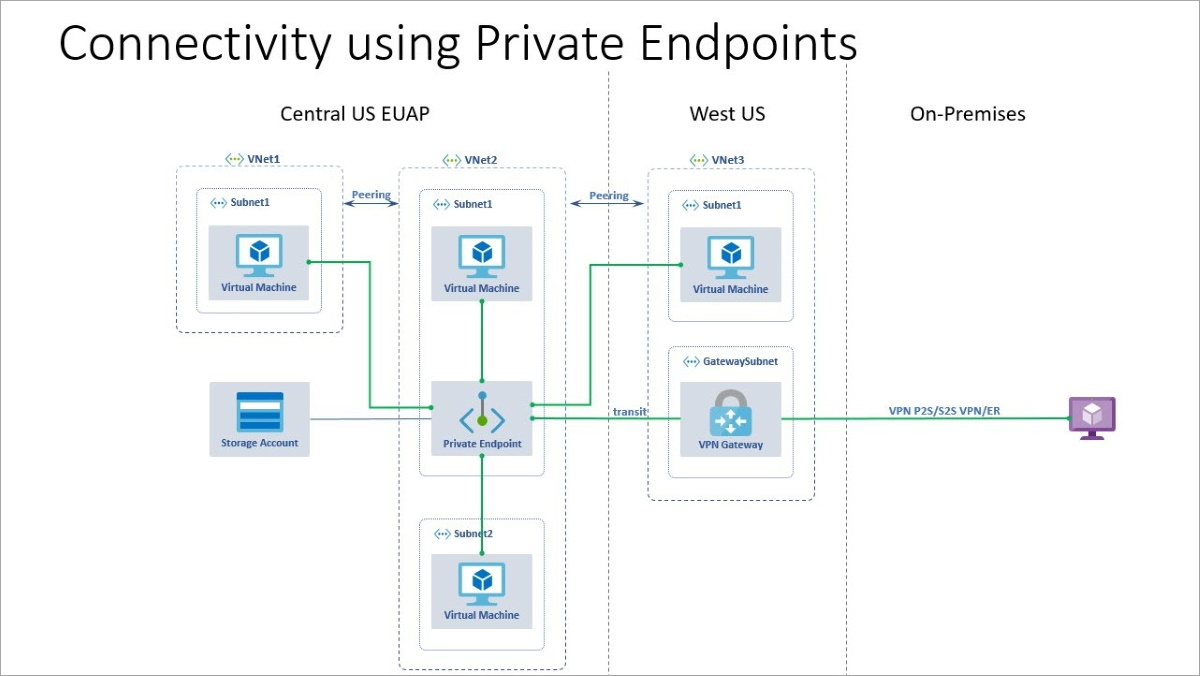 Connectivity using Private Endpoints
Central US EUAP
West US
On-Premises
VNet1
VNet2
VNet3
Peering
Peering
Subnet1
Subnet1
Subnet1
Virtual Machine
Virtual Machine
Virtual Machine
GatewaySubnet
transit
VPN P2S/S2S VPN/ER
Storage Account
Private Endpoint
VPN Gateway
Subnet2
Virtual Machine